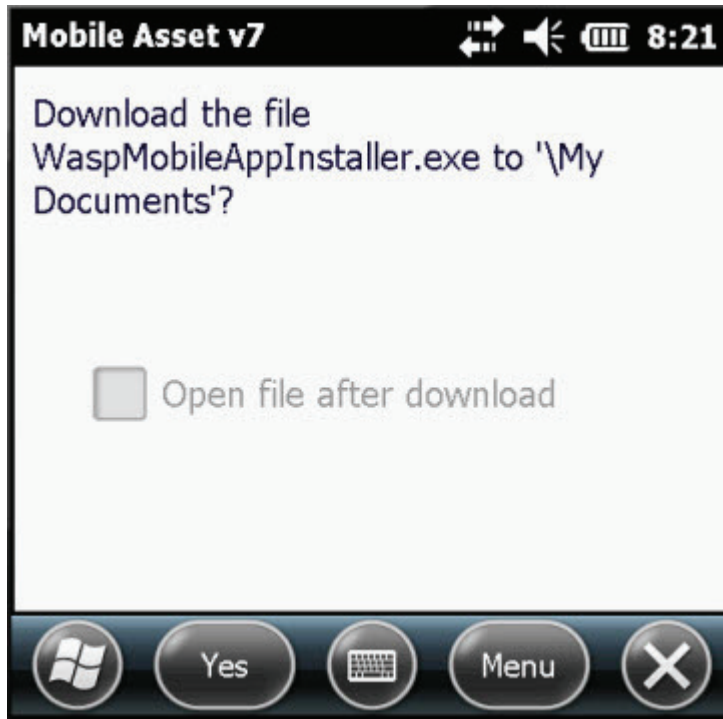 Mobile Asset v7 8:21
Download the file
WaspMobileAppInstaller.exe to '\My
Documents'?
Open file after download
Yes Menu